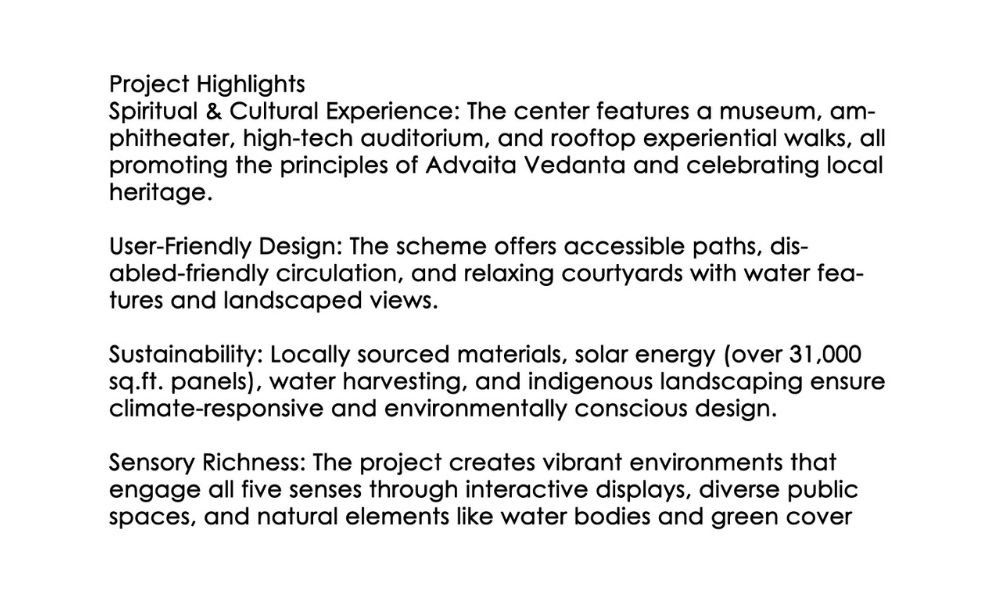 Project Highlights
Spiritual & Cultural Experience: The center features a museum, am-
phitheater, high-tech auditorium, and rooftop experiential walks, all
promoting the principles of Advaita Vedanta and celebrating local
heritage.
User-Friendly Design: The scheme offers accessible paths, dis-
abled-friendly circulation, and relaxing courtyards with water fea-
tures and landscaped views.
Sustainability: Locally sourced materials, solar energy (over 31,000
sq.ft. panels), water harvesting, and indigenous landscaping ensure
climate-responsive and environmentally conscious design.
Sensory Richness: The project creates vibrant environments that
engage all five senses through interactive displays, diverse public
spaces, and natural elements like water bodies and green cover